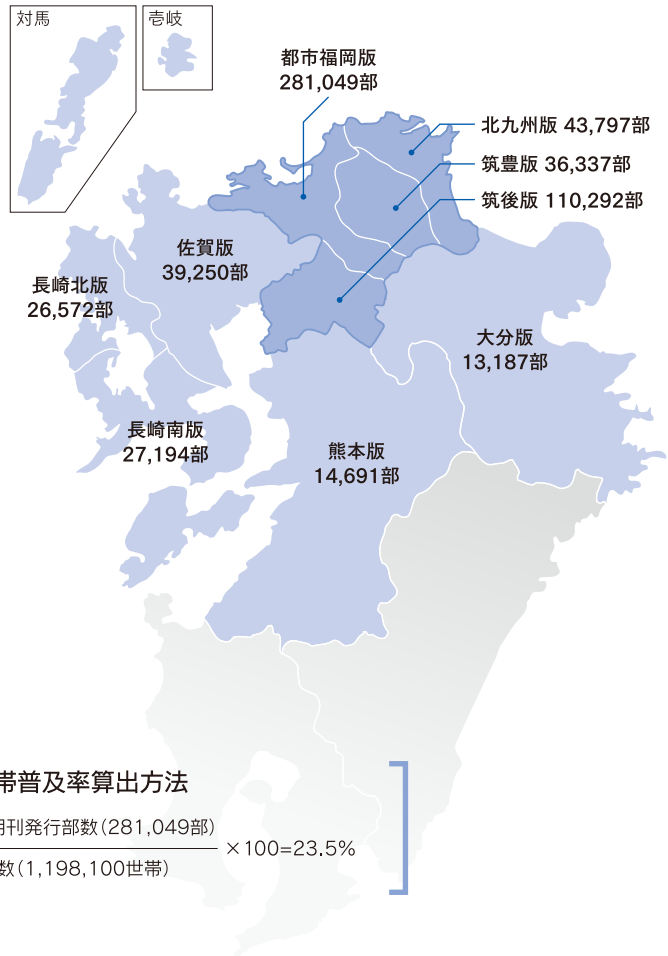 対馬
壱岐
都市福岡版
281,049部
北九州版 43,797部
筑豊版 36,337部
筑後版 110,292部
佐賀版
39,250部
長崎北版
26,572部
大分版
13,187部
長崎南版
27,194部
熊本版
14,691部
帯普及率算出方法
刊発行部数(281,049部)
数(1,198,100世帯)
×100=23.5%